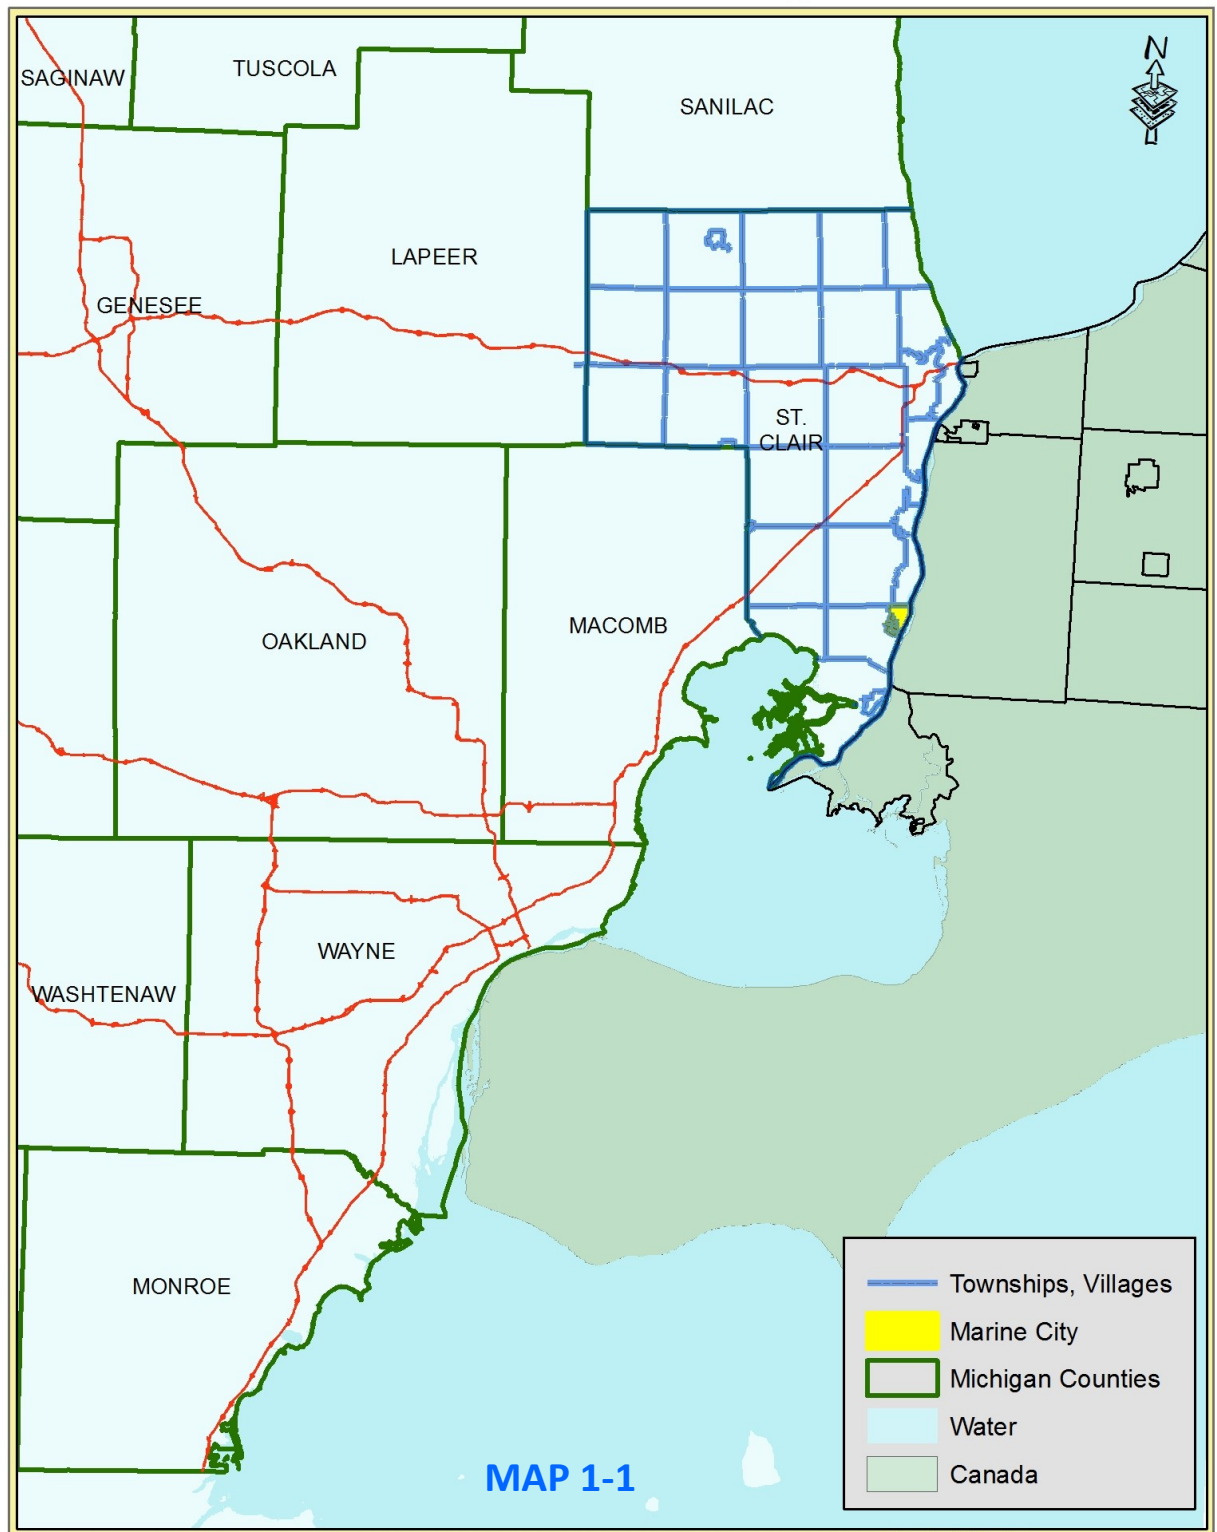 N
SAGINAW
TUSCOLA
SANILAC
LAPEER
GENESEE
ST.
CLAIR
OAKLAND
MACOMB
WAYNE
WASHTENAW
MONROE
Townships, Villages
Marine City
Michigan Counties
Water
Canada
MAP 1-1